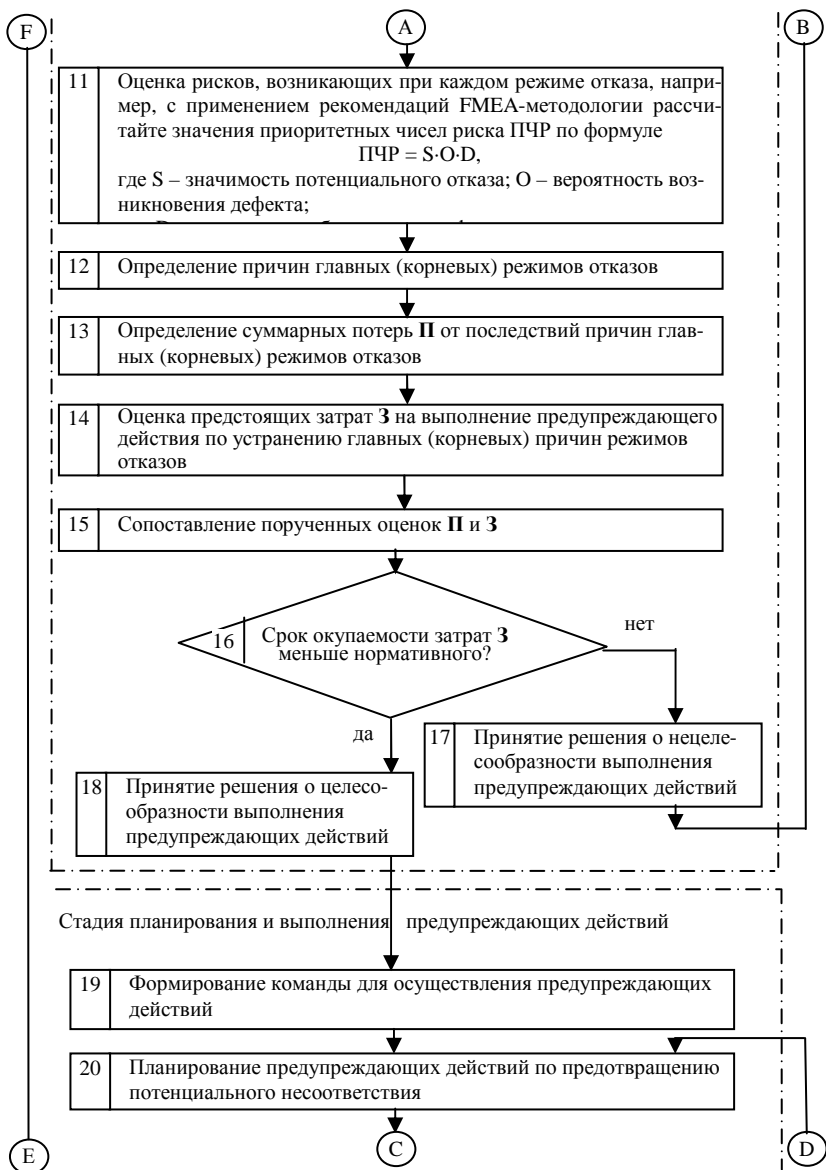 F
A
B
11
Оценка рисков, возникающих при каждом режиме отказа, напри-
мер, с применением рекомендаций FMEA-методологии рассчи-
тайте значения приоритетных чисел риска ПЧР по формуле
ПЧР = S·O·D,
где S – значимость потенциального отказа; О – вероятность воз-
никновения дефекта;
12
Определение причин главных (корневых) режимов отказов
13
Определение суммарных потерь П от последствий причин глав-
ных (корневых) режимов отказов
14
Оценка предстоящих затрат З на выполнение предупреждающего
действия по устранению главных (корневых) причин режимов
отказов
15
Сопоставление порученных оценок П и З
16
Срок окупаемости затрат З
меньше нормативного?
нет
да
17
Принятие решения о нецеле-
сообразности выполнения
предупреждающих действий
18
Принятие решения о целесо-
образности выполнения
предупреждающих действий
Стадия планирования и выполнения предупреждающих действий
19
Формирование команды для осуществления предупреждающих
действий
20
Планирование предупреждающих действий по предотвращению
потенциального несоответствия
E
C
D